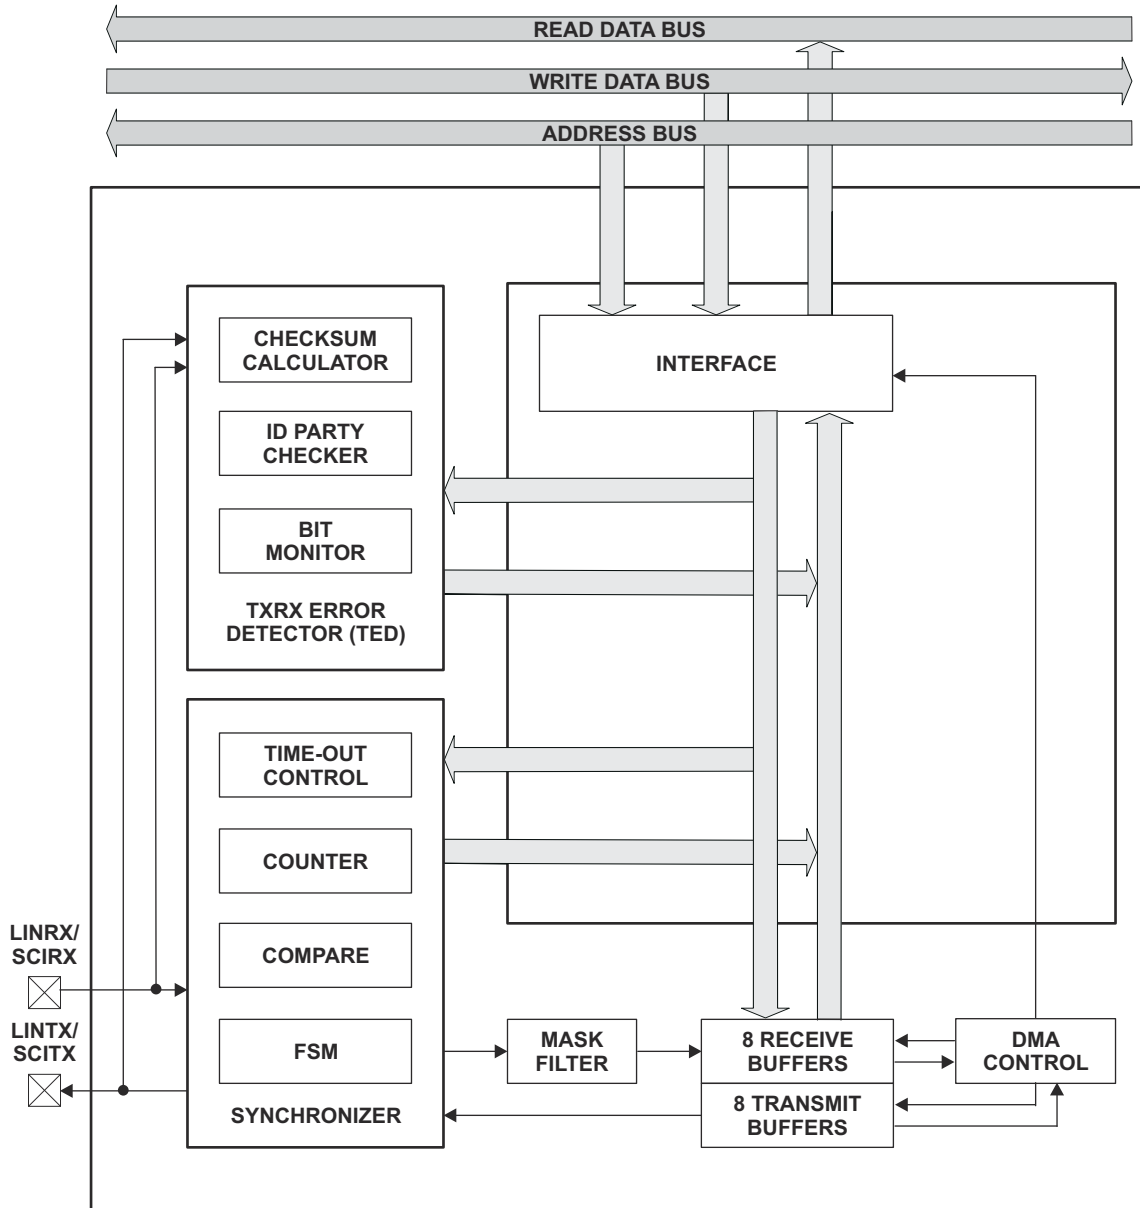 READ DATA BUS
WRITE DATA BUS
ADDRESS BUS
CHECKSUM
CALCULATOR
INTERFACE
ID PARTY
CHECKER
BIT
MONITOR
TXRX ERROR
DETECTOR (TED)
TIME-OUT
CONTROL
COUNTER
COMPARE
LINRX/
SCIRX
LINTX/
SCITX
FSM
SYNCHRONIZER
MASK
FILTER
8 RECEIVE
BUFFERS
8 TRANSMIT
BUFFERS
DMA
CONTROL